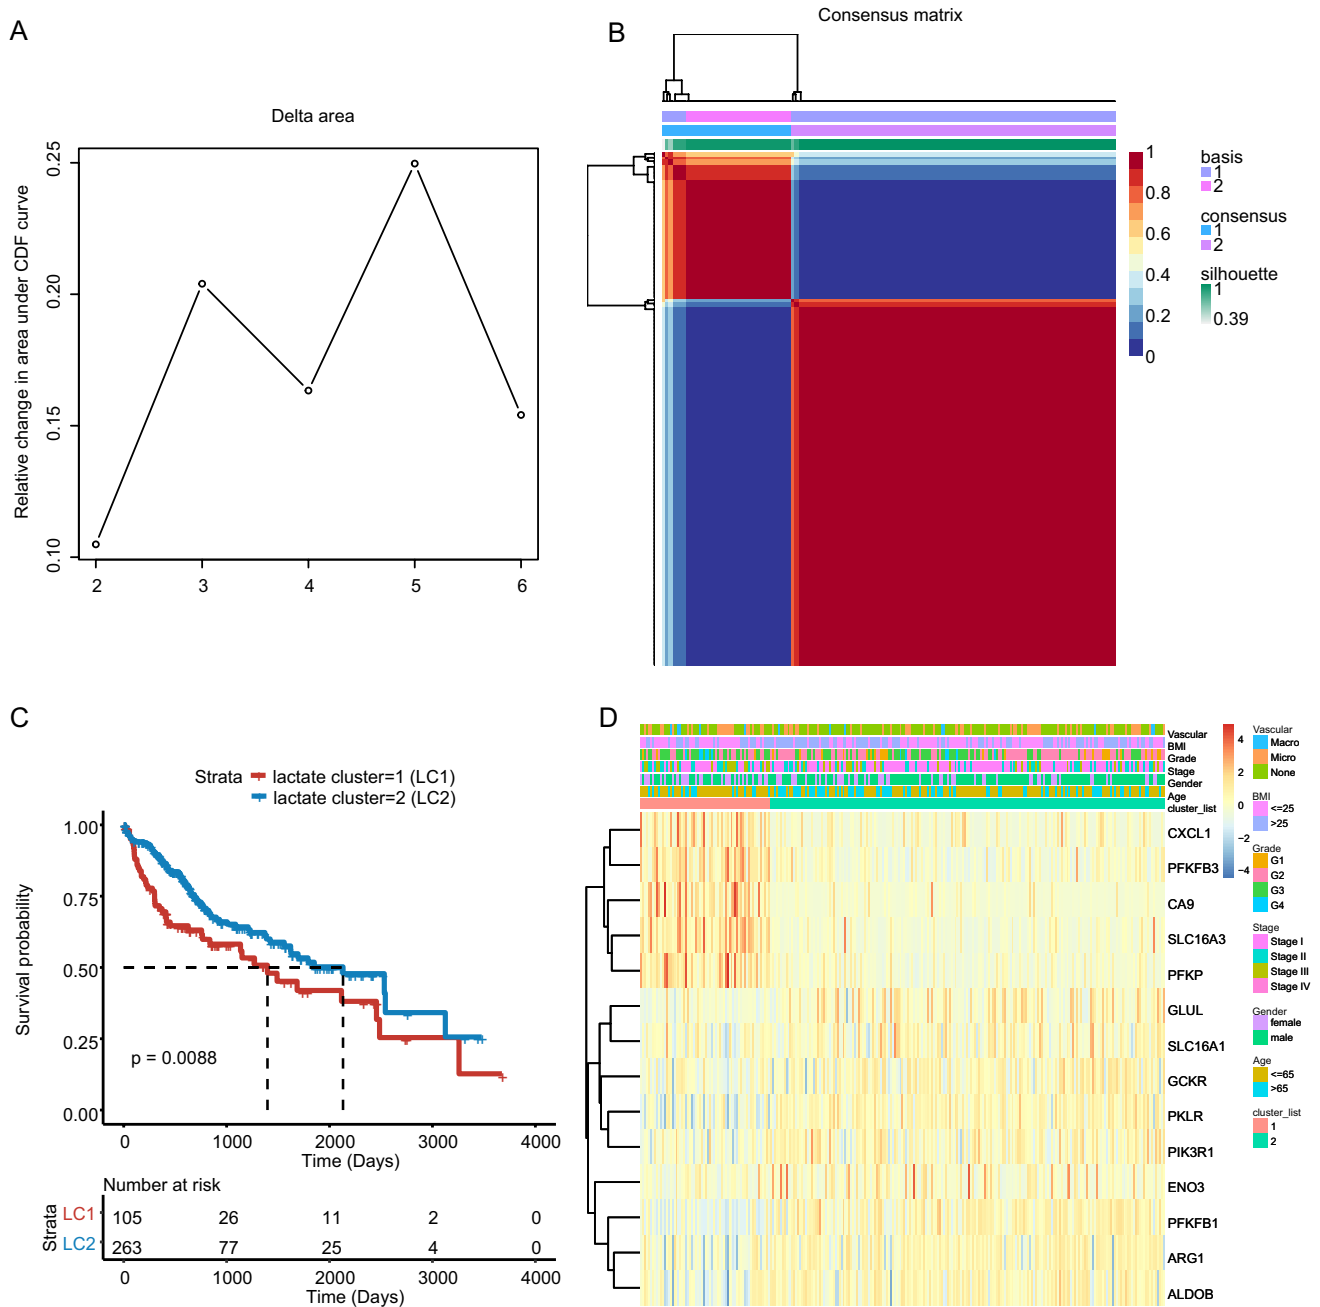 A
Delta area
Relative change in area under CDF curve
0.25
0.20
0.15
0.10
2 3 4 5 6
B
Consensus matrix
1
0.8
0.6
0.4
0.2
0
basis
1
2
consensus
1
2
silhouette
1
0.39
C
Strata lactate cluster=1 (LC1)
lactate cluster=2 (LC2)
Survival probability
1.00
0.75
0.50
0.25
0.00
p = 0.0088
0 1000 2000 3000 4000
Time (Days)
Number at risk
Strata
LC1 105 26 11 2 0
LC2 263 77 25 4 0
0 1000 2000 3000 4000
Time (Days)
D
Vascular
BMI
Grade
Stage
Gender
Age
cluster_list
CXCL1
PFKFB3
CA9
SLC16A3
PFKP
GLUL
SLC16A1
GCKR
PKLR
PIK3R1
ENO3
PFKFB1
ARG1
ALDOB
4
2
0
−2
−4
Vascular
Macro
Micro
None
BMI
<=25
>25
Grade
G1
G2
G3
G4
Stage
Stage I
Stage II
Stage III
Stage IV
Gender
female
male
Age
<=65
>65
cluster_list
1
2